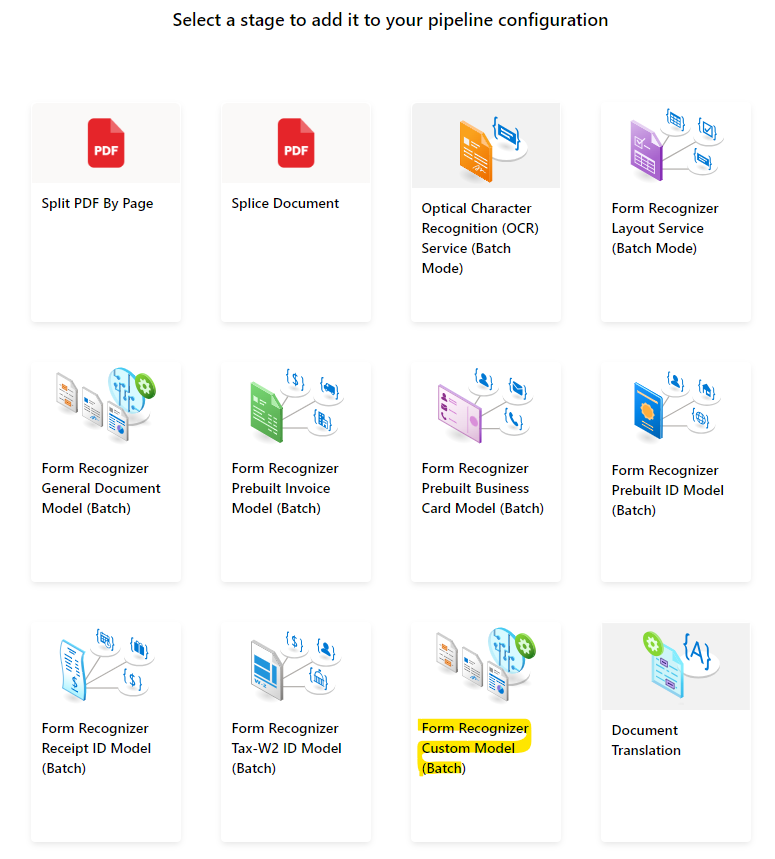 Select a stage to add it to your pipeline configuration
PDF
PDF
Split PDF By Page
Splice Document
Optical Character
Recognition (OCR)
Service (Batch
Mode)
Form Recognizer
Layout Service
(Batch Mode)
Form Recognizer
General Document
Model (Batch)
Form Recognizer
Prebuilt Invoice
Model (Batch)
Form Recognizer
Prebuilt Business
Card Model (Batch)
Form Recognizer
Prebuilt ID Model
(Batch)
Form Recognizer
Receipt ID Model
(Batch)
Form Recognizer
Tax-W2 ID Model
(Batch)
Form Recognizer
Custom Model
(Batch)
Document
Translation